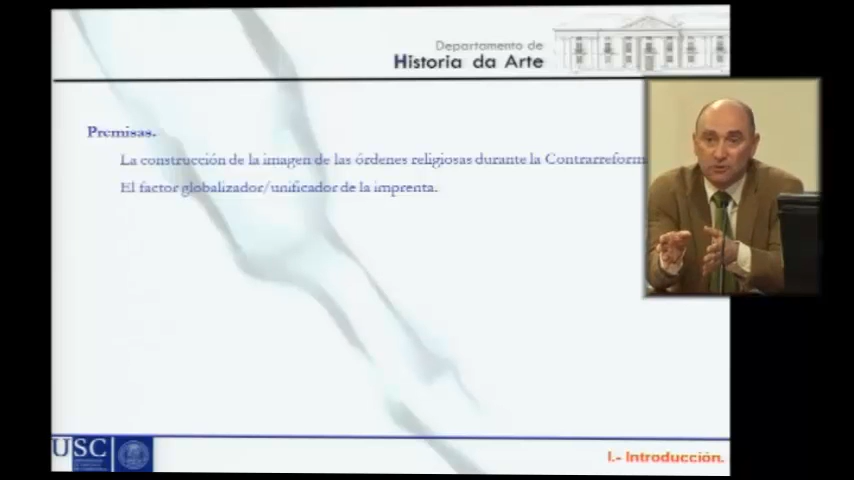 Departamento de
Historia da Arte
Premisas.
La construcción de la imagen de las órdenes religiosas durante la Contrarreform
El factor globalizador/unificador de la imprenta.
USC
I.- Introducción.